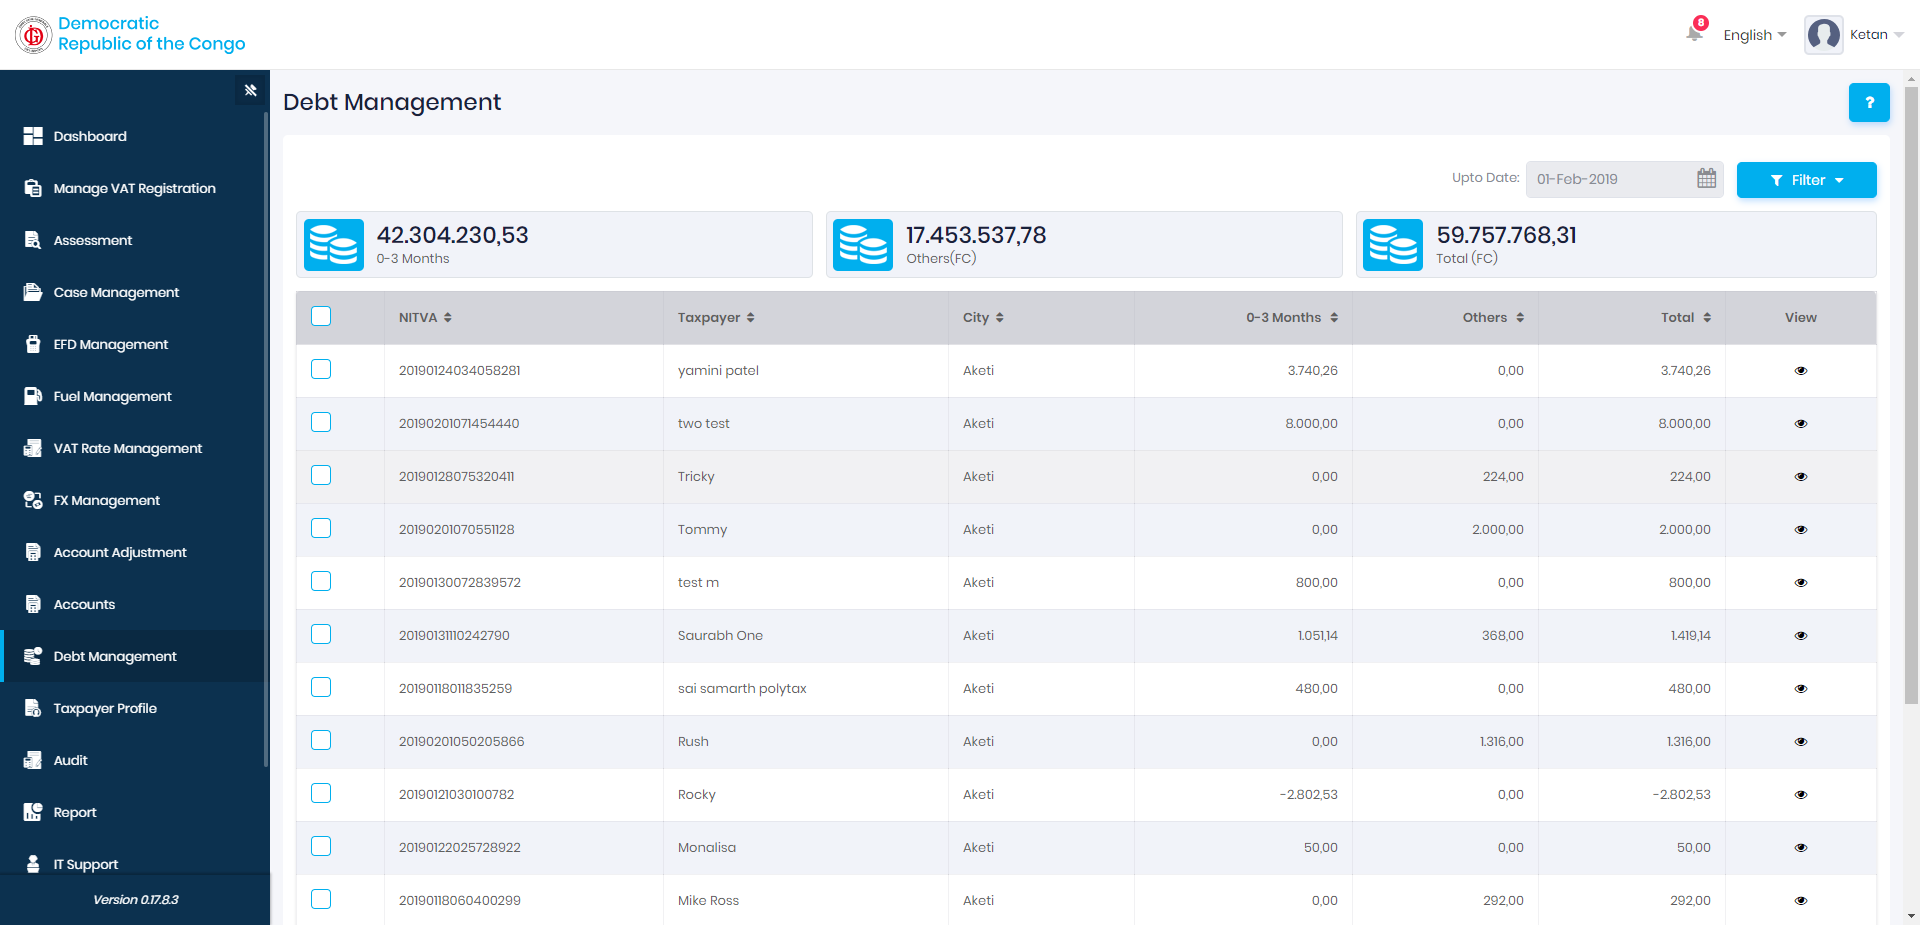 Democratic
Republic of the Congo
8
English
Ketan
Dashboard
Manage VAT Registration
Assessment
Case Management
EFD Management
Fuel Management
VAT Rate Management
FX Management
Account Adjustment
Accounts
Debt Management
Taxpayer Profile
Audit
Report
IT Support
Version 0.17.8.3
Debt Management
?
Upto Date: 01-Feb-2019 Filter
42.304.230,53
0-3 Months
17.453.537,78
Others(FC)
59.757.768,31
Total (FC)
NITVA Taxpayer City 0-3 Months Others Total View
20190124034058281 yamini patel Aketi 3.740,26 0,00 3.740,26
20190201071454440 two test Aketi 8.000,00 0,00 8.000,00
20190128075320411 Tricky Aketi 0,00 224,00 224,00
20190201070551128 Tommy Aketi 0,00 2.000,00 2.000,00
20190130072839572 test m Aketi 800,00 0,00 800,00
20190131110242790 Saurabh One Aketi 1.051,14 368,00 1.419,14
20190118011835259 sai samarth polytax Aketi 480,00 0,00 480,00
20190201050205866 Rush Aketi 0,00 1.316,00 1.316,00
20190121030100782 Rocky Aketi -2.802,53 0,00 -2.802,53
20190122025728922 Monalisa Aketi 50,00 0,00 50,00
20190118060400299 Mike Ross Aketi 0,00 292,00 292,00